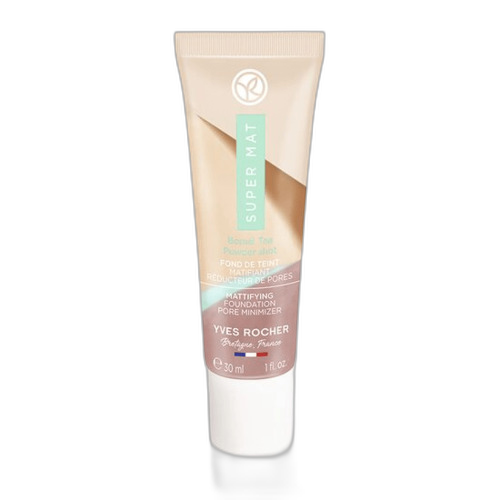 SUPER MAT
FOND DE TEINT
MATIFIANT
RÉDUCTEUR DE PORES
MATTIFYING
FOUNDATION
PORE MINIMIZER
YVES ROCHER
Bretagne, France
℮ 30 ml 1 fl. oz.